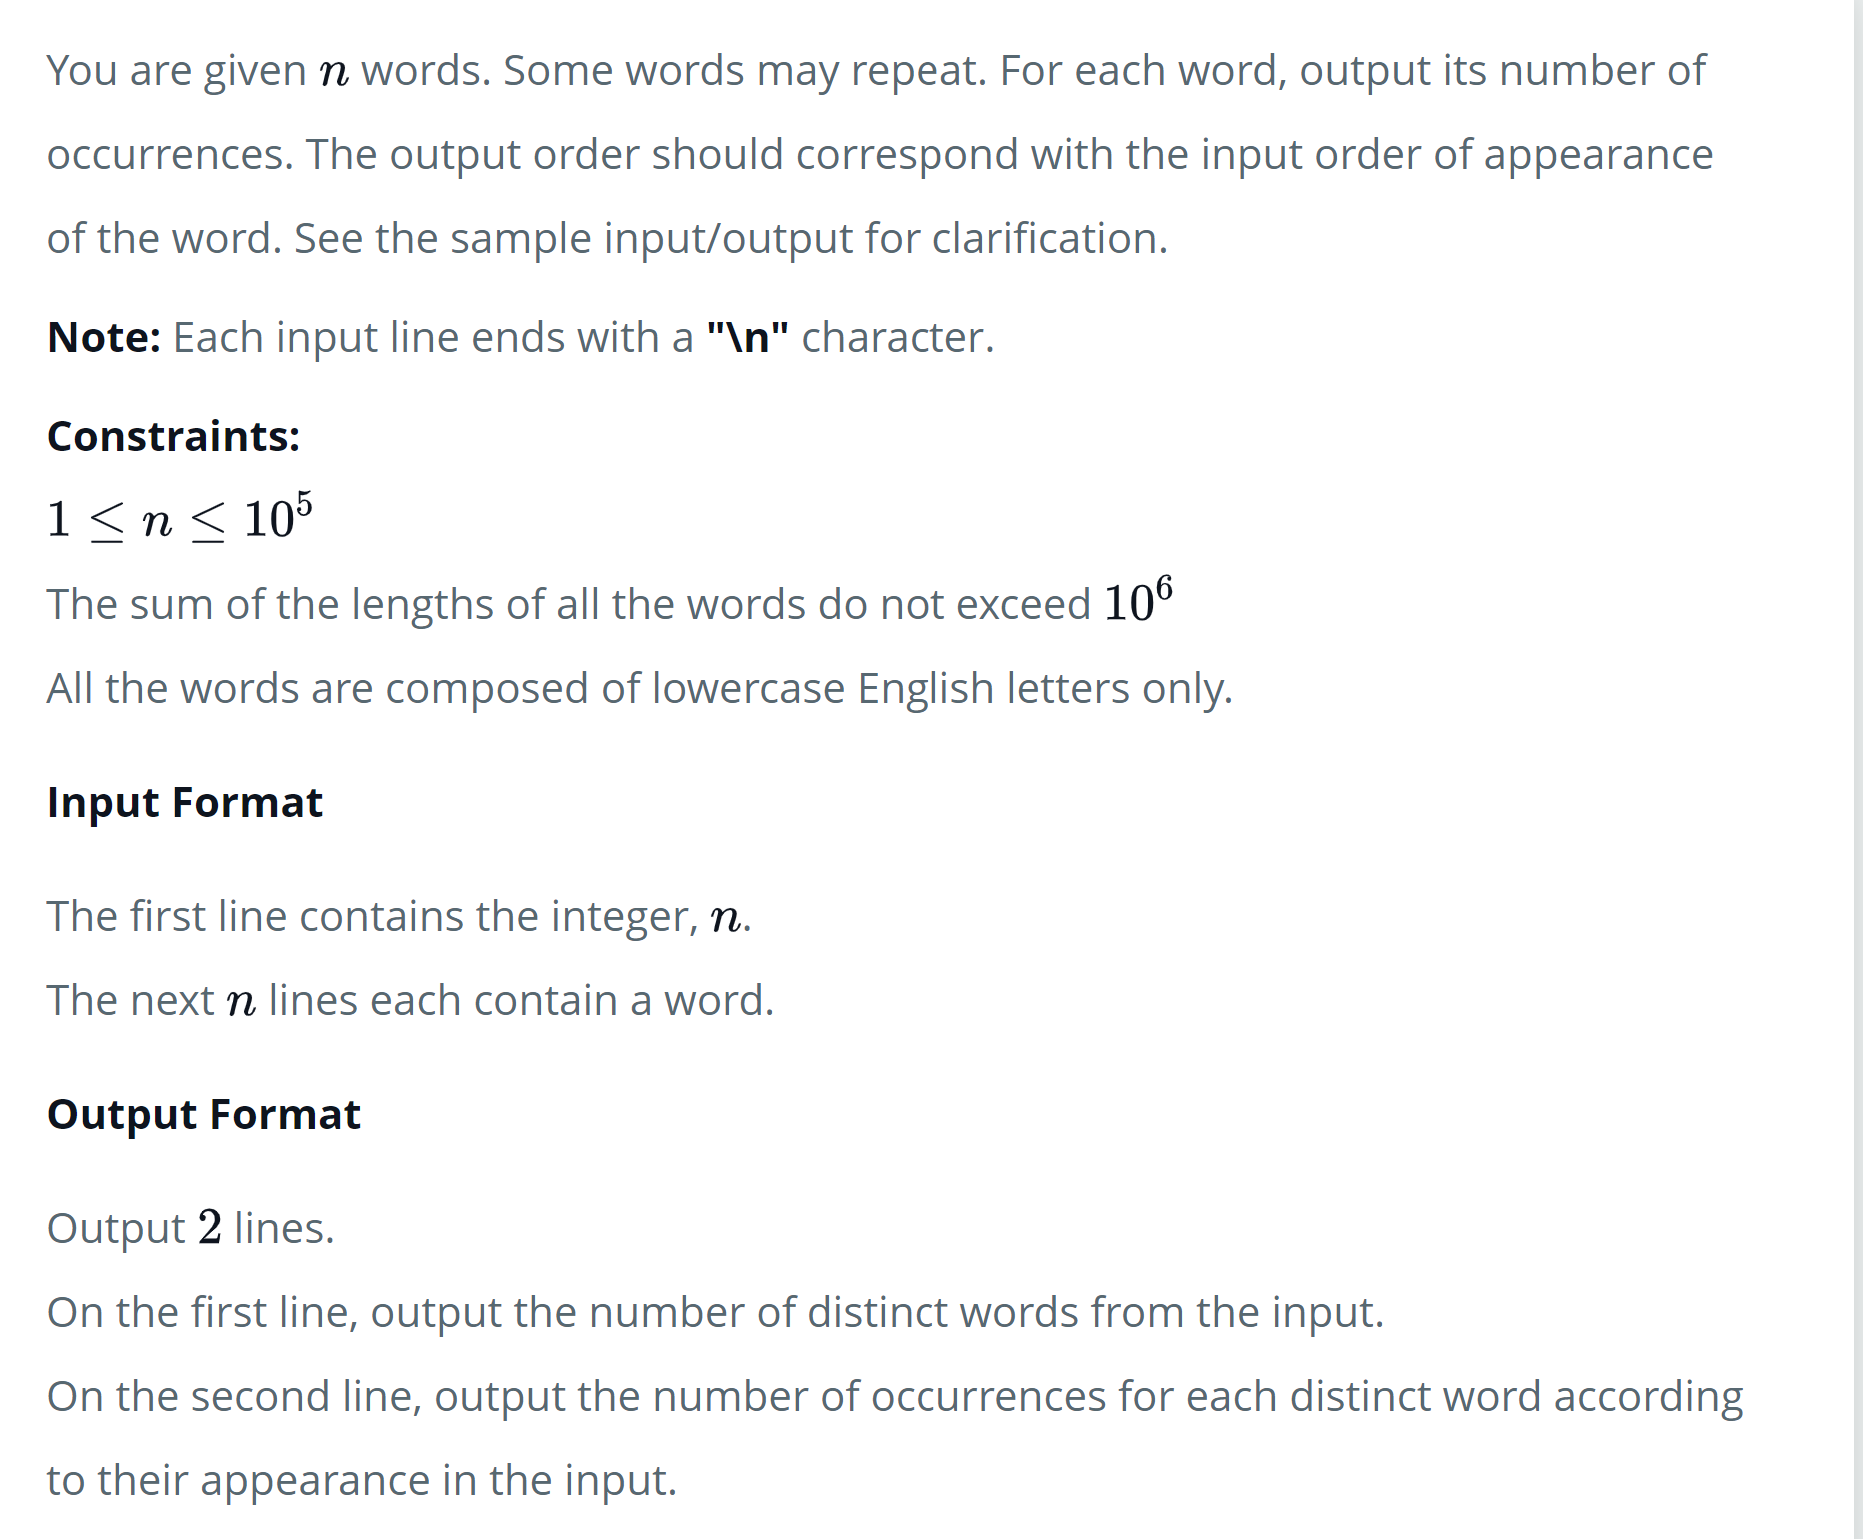 You are given n words. Some words may repeat. For each word, output its number of
occurrences. The output order should correspond with the input order of appearance
of the word. See the sample input/output for clarification.
Note: Each input line ends with a "\n" character.
Constraints:
1 ≤ n ≤ 10⁵
The sum of the lengths of all the words do not exceed 10⁶
All the words are composed of lowercase English letters only.
Input Format
The first line contains the integer, n.
The next n lines each contain a word.
Output Format
Output 2 lines.
On the first line, output the number of distinct words from the input.
On the second line, output the number of occurrences for each distinct word according
to their appearance in the input.